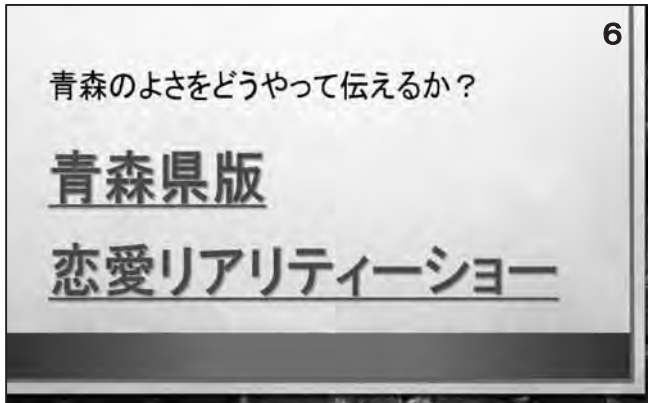 6
青森のよさをどうやって伝えるか？
青森県版
恋愛リアリティーショー